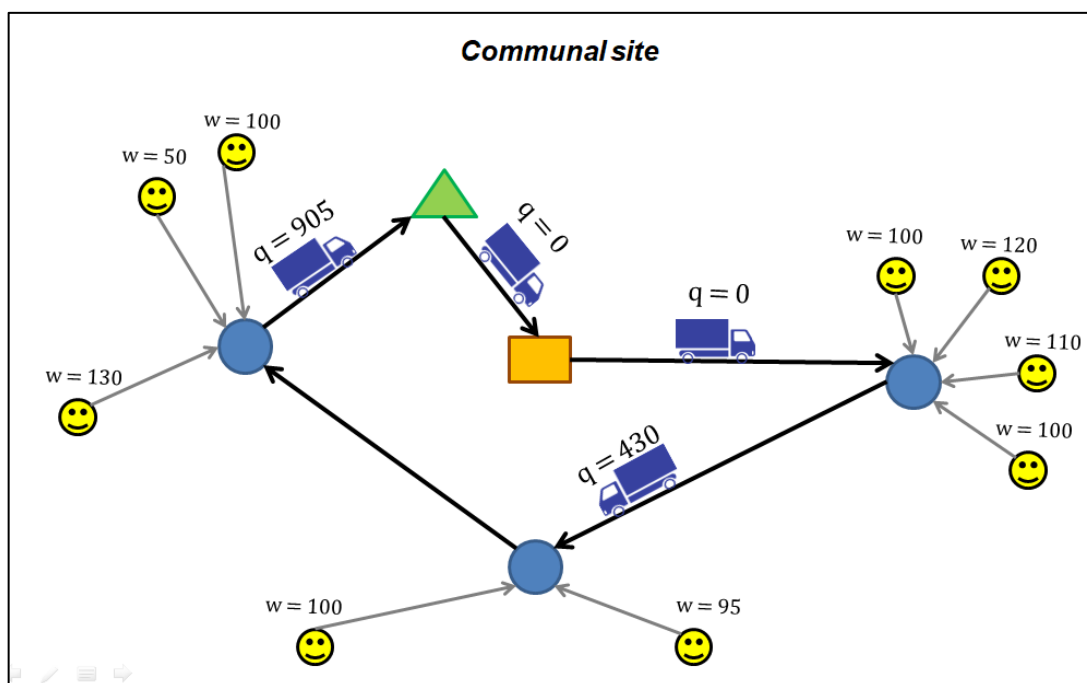 Communal site
w = 100
w = 50
q = 905
q = 0
w = 100
w = 120
q = 0
w = 130
w = 110
w = 100
q = 430
w = 100
w = 95